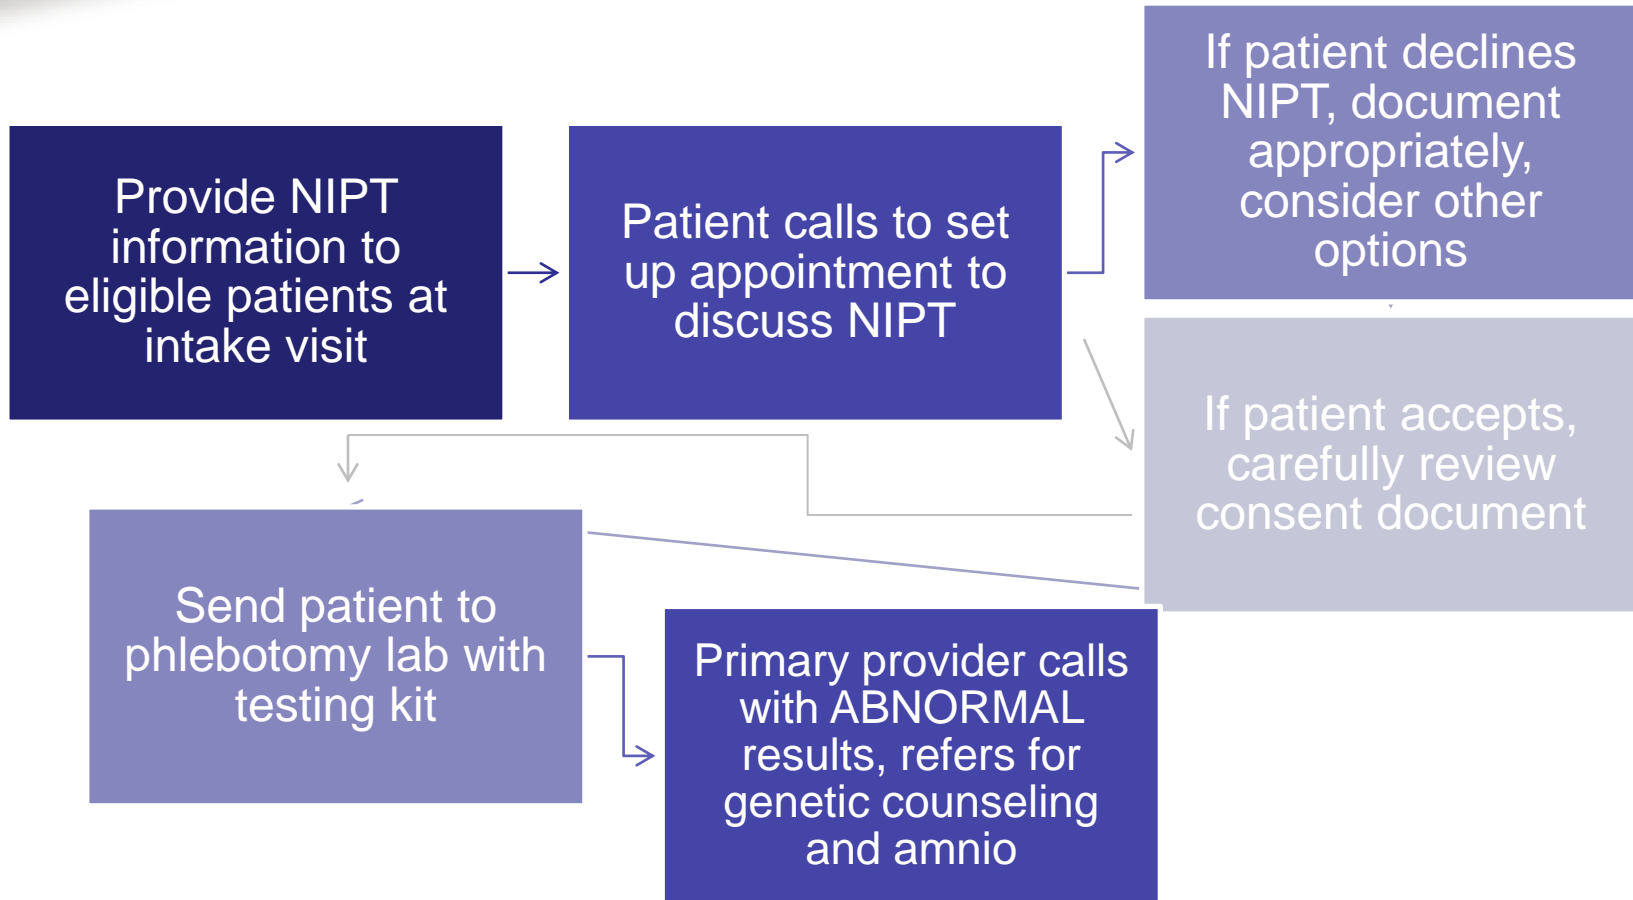 Provide NIPT
information to
eligible patients at
intake visit
Patient calls to set
up appointment to
discuss NIPT
If patient declines
NIPT, document
appropriately,
consider other
options
If patient accepts,
carefully review
consent document
Send patient to
phlebotomy lab with
testing kit
Primary provider calls
with ABNORMAL
results, refers for
genetic counseling
and amnio